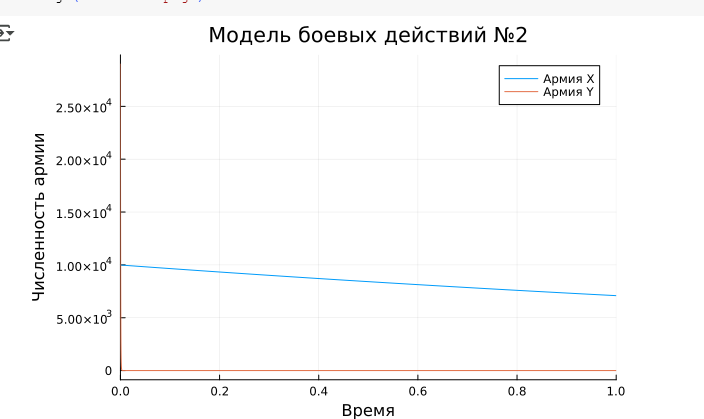 Модель боевых действий №2
Армия X
Армия Y
Численность армии
2.50×10⁴
2.00×10⁴
1.50×10⁴
1.00×10⁴
5.00×10³
0
0.0 0.2 0.4 0.6 0.8 1.0
Время